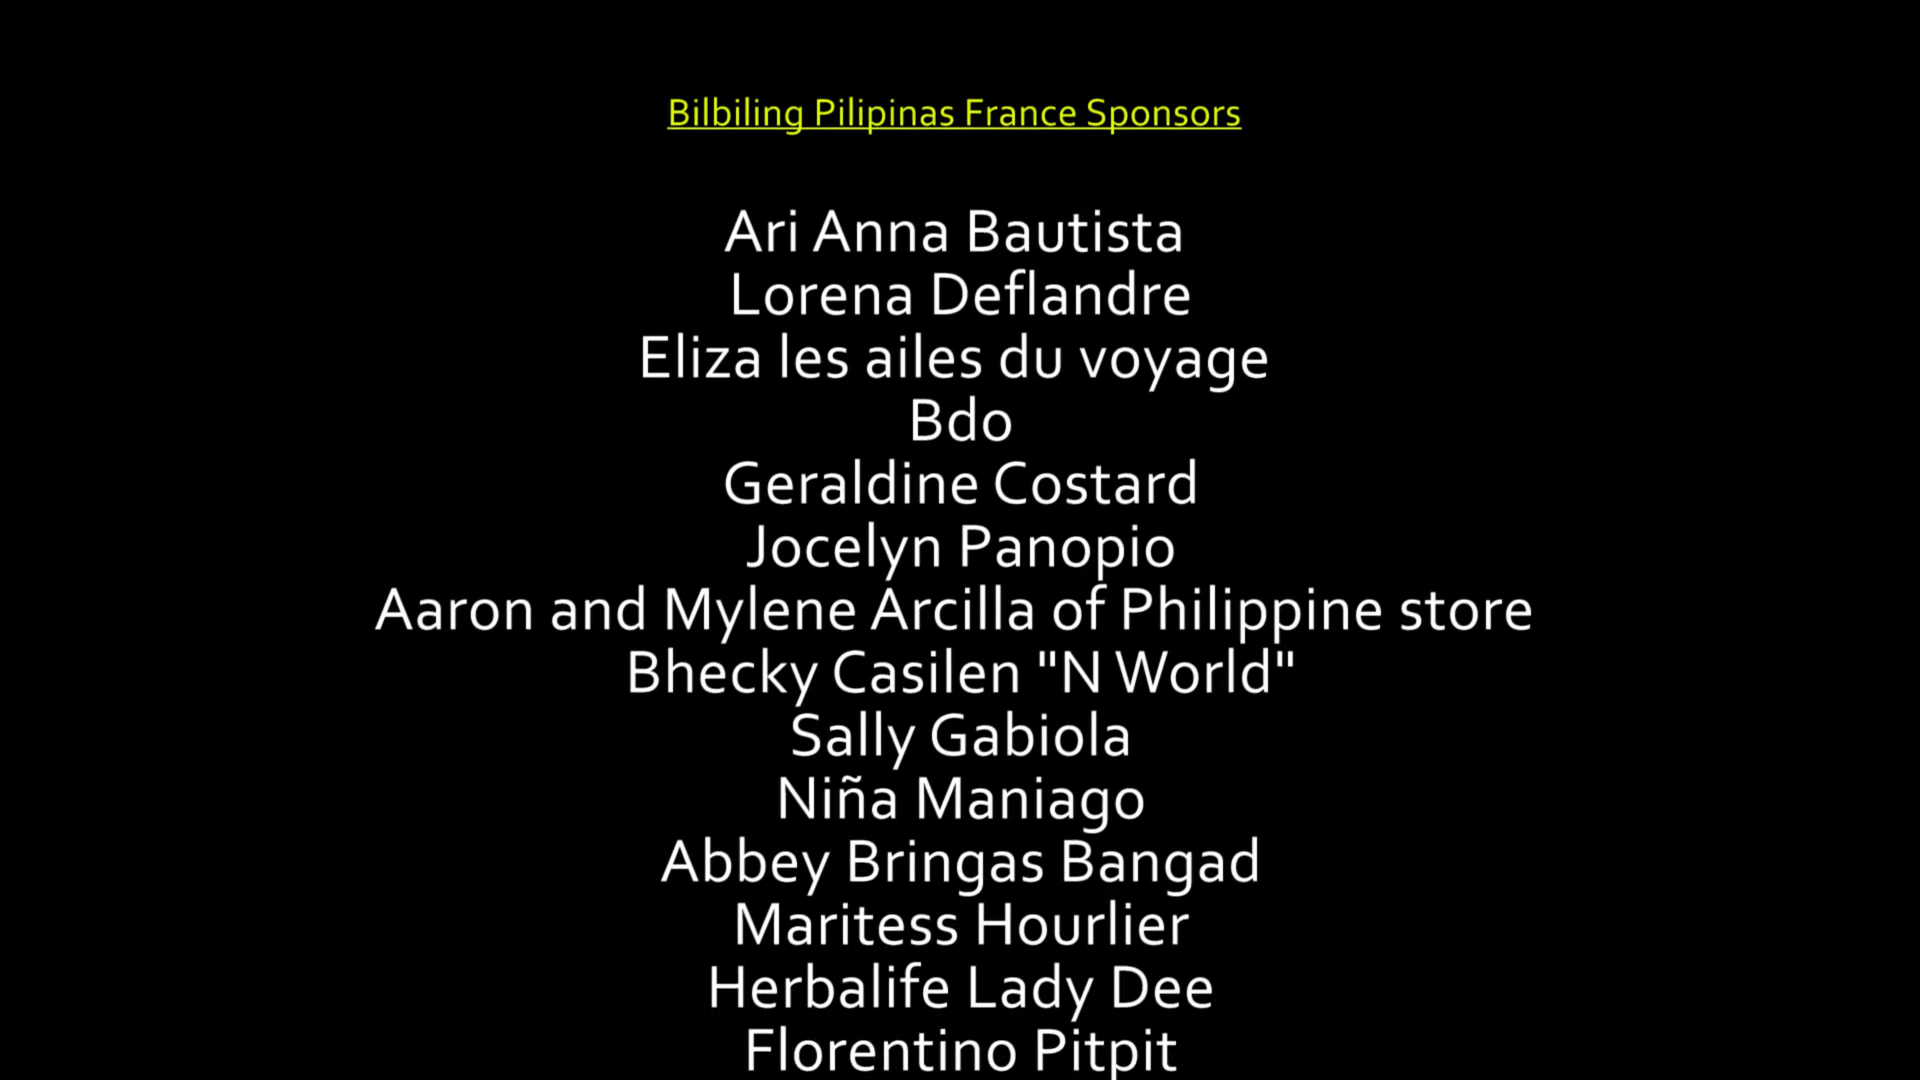 Bilbiling Pilipinas France Sponsors
Ari Anna Bautista
Lorena Deflandre
Eliza les ailes du voyage
Bdo
Geraldine Costard
Jocelyn Panopio
Aaron and Mylene Arcilla of Philippine store
Bhecky Casilen "N World"
Sally Gabiola
Niña Maniago
Abbey Bringas Bangad
Maritess Hourlier
Herbalife Lady Dee
Florentino Pitpit